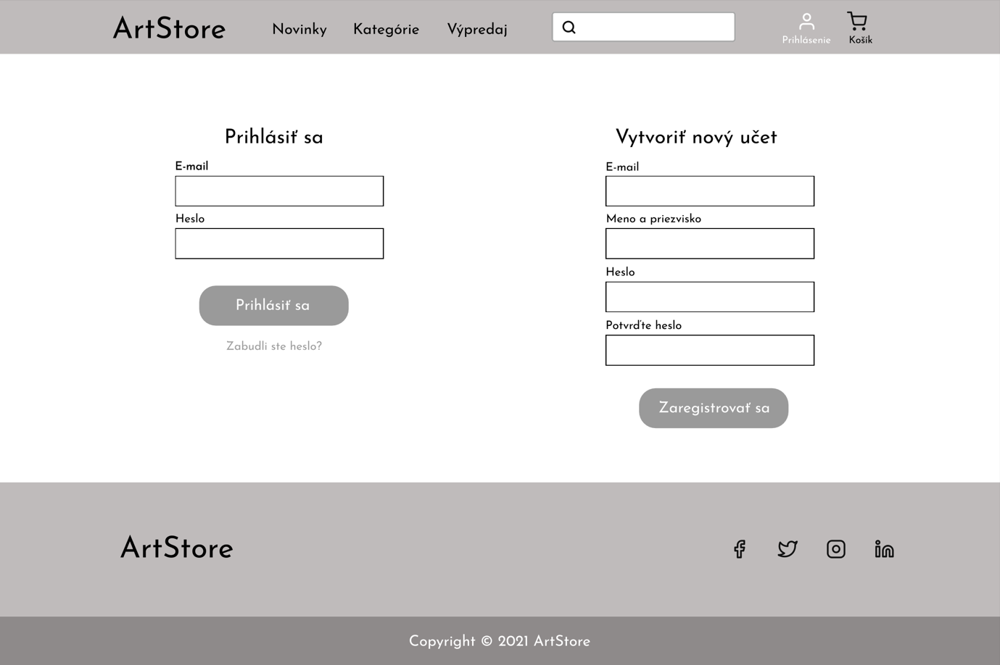 ArtStore
Novinky Kategórie Výpredaj
Prihlásenie Košík
Prihlásiť sa
E-mail
Heslo
Prihlásiť sa
Zabudli ste heslo?
Vytvoriť nový učet
E-mail
Meno a priezvisko
Heslo
Potvrďte heslo
Zaregistrovať sa
ArtStore
Copyright © 2021 ArtStore